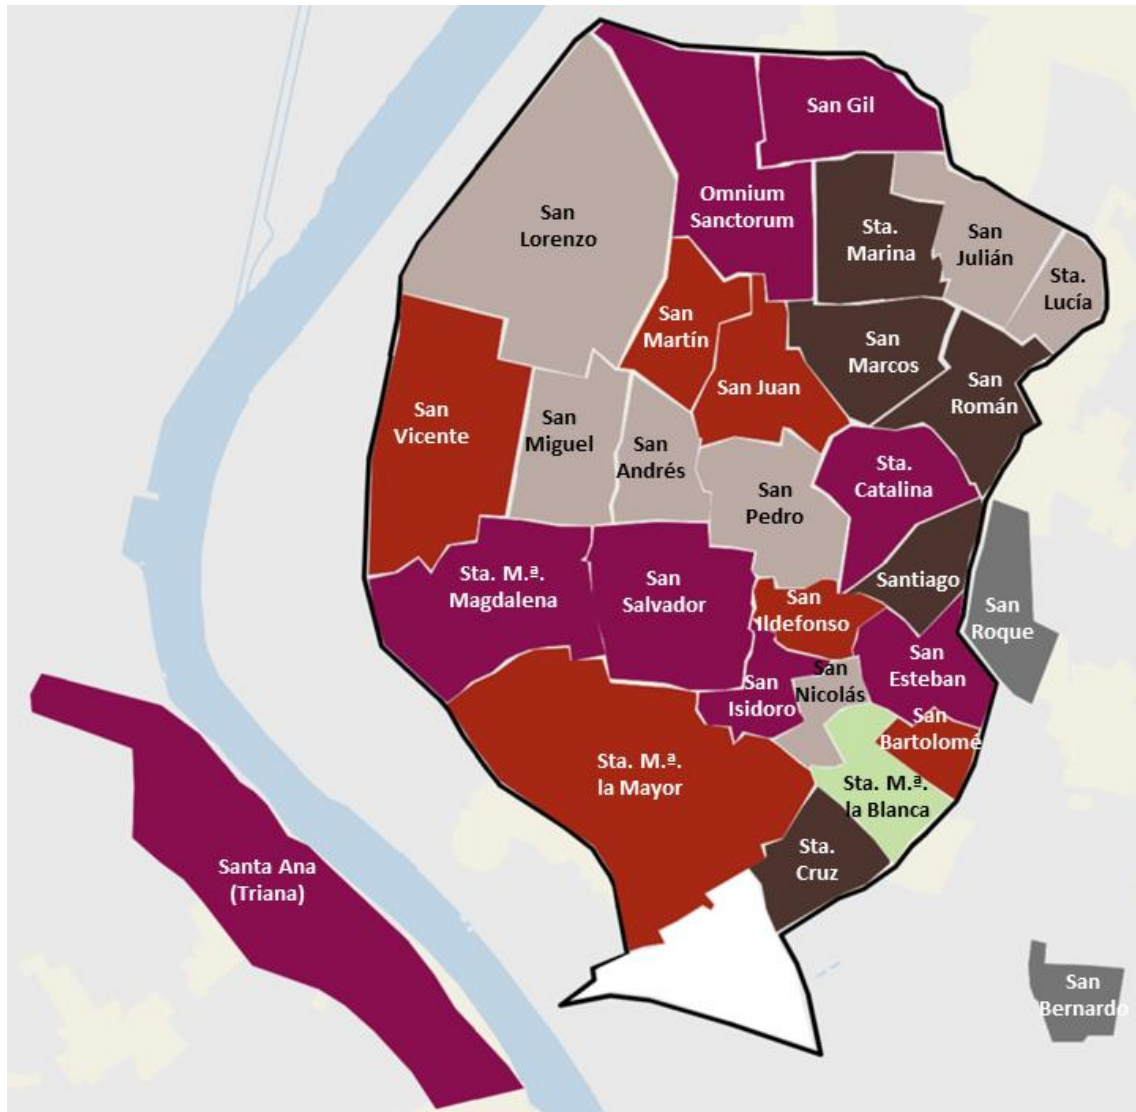 San Gil
Omnium
Sanctorum
San
Lorenzo
Sta.
Marina
San
Julián
Sta.
Lucía
San
Martín
San
Marcos
San Juan
San
Román
San
Vicente
San
Miguel
San
Andrés
Sta.
Catalina
San
Pedro
Sta. M.ª.
Magdalena
San
Salvador
Santiago
San
Ildefonso
San
Roque
San
Esteban
San
Nicolás
San
Isidoro
San
Bartolomé
Sta. M.ª.
la Mayor
Sta. M.ª.
la Blanca
Sta.
Cruz
Santa Ana
(Triana)
San
Bernardo